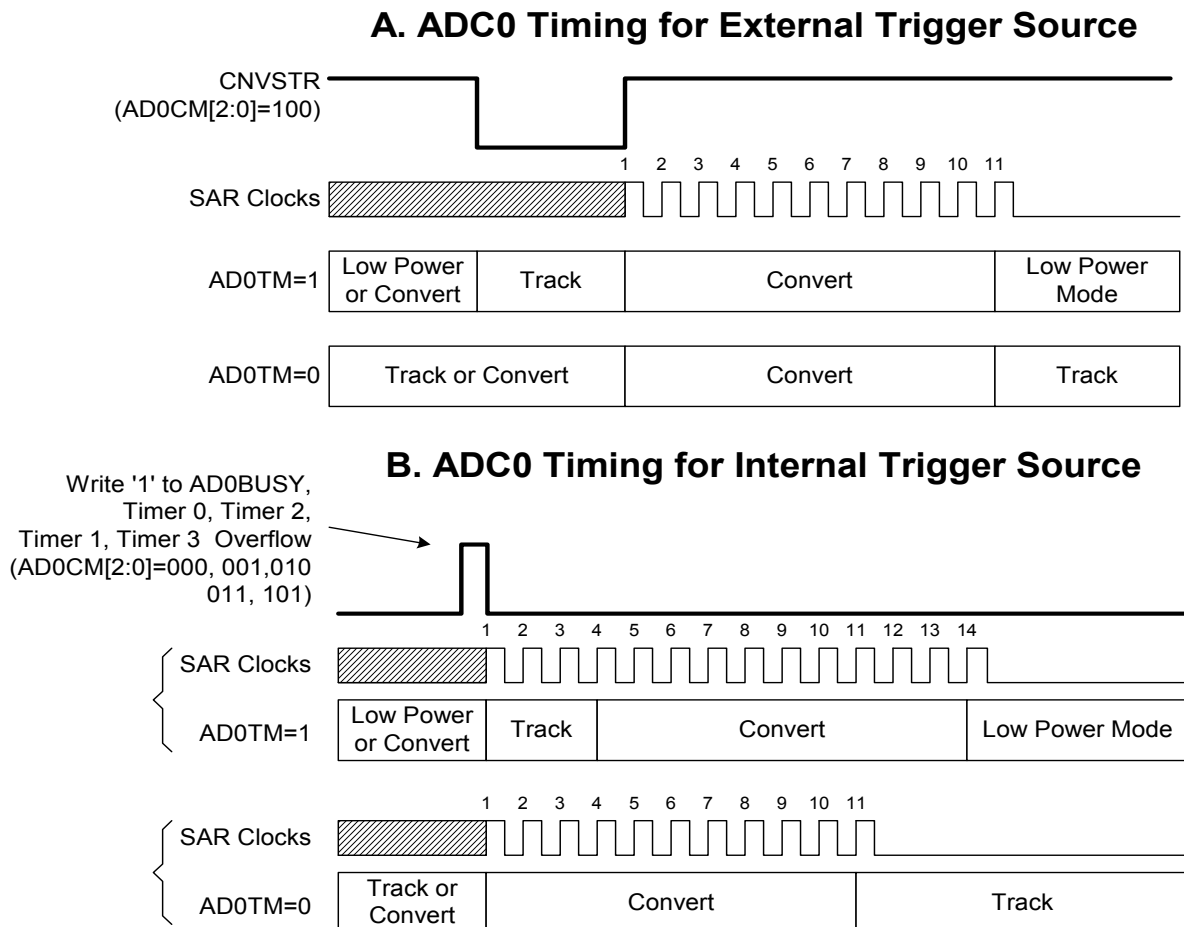 A. ADC0 Timing for External Trigger Source
CNVSTR
(AD0CM[2:0]=100)
1 2 3 4 5 6 7 8 9 10 11
SAR Clocks
AD0TM=1
Low Power
or Convert
Track
Convert
Low Power
Mode
AD0TM=0
Track or Convert
Convert
Track
B. ADC0 Timing for Internal Trigger Source
Write '1' to AD0BUSY,
Timer 0, Timer 2,
Timer 1, Timer 3 Overflow
(AD0CM[2:0]=000, 001,010
011, 101)
1 2 3 4 5 6 7 8 9 10 11 12 13 14
SAR Clocks
AD0TM=1
Low Power
or Convert
Track
Convert
Low Power Mode
1 2 3 4 5 6 7 8 9 10 11
SAR Clocks
AD0TM=0
Track or
Convert
Convert
Track